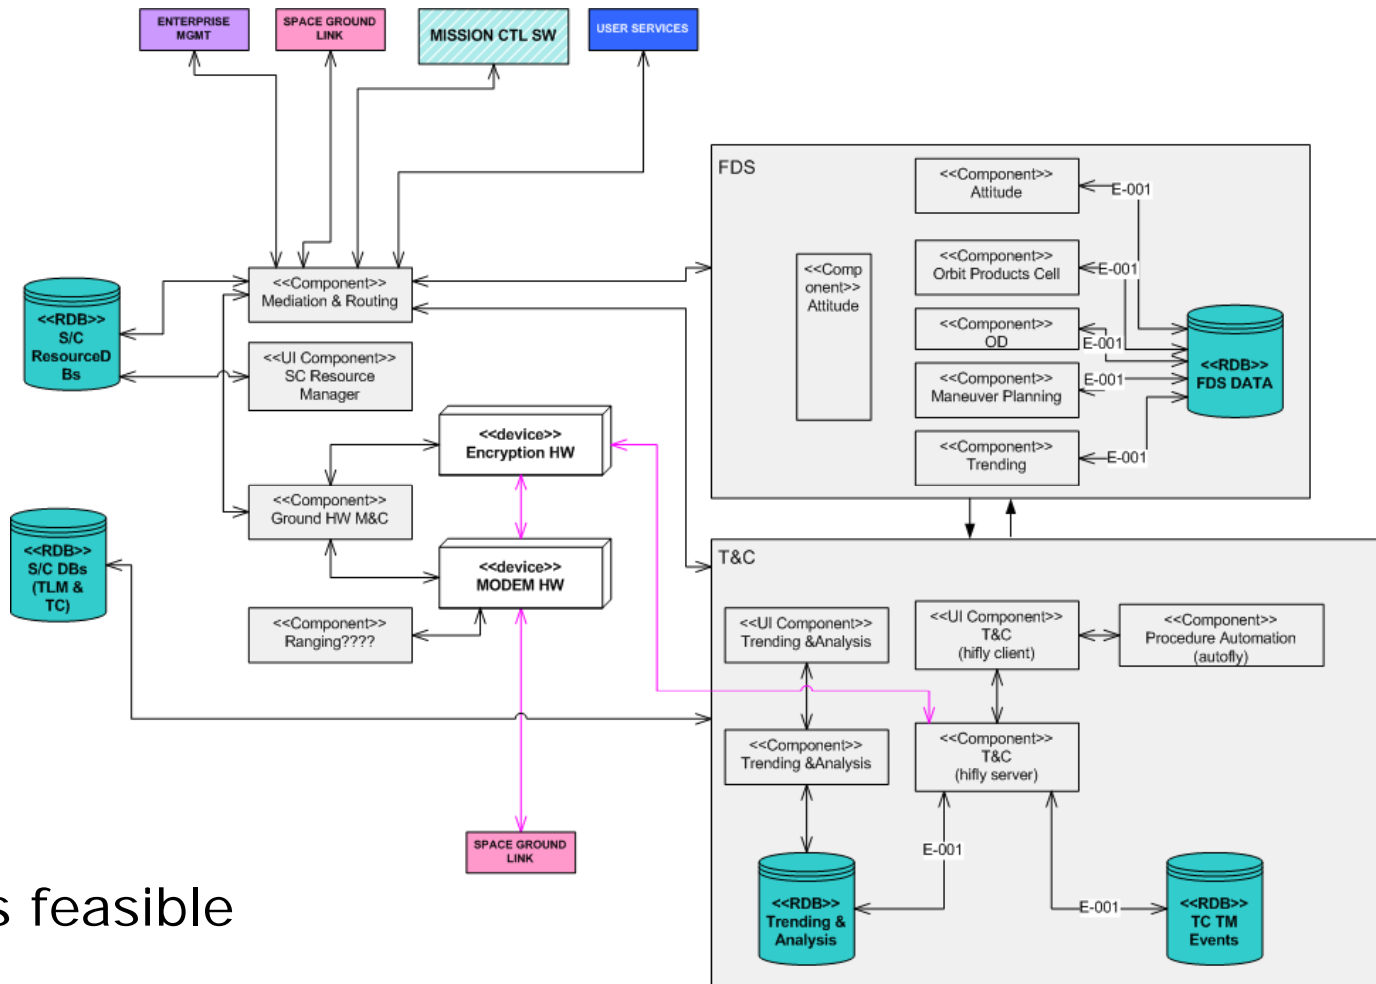 ENTERPRISE
MGMT
SPACE GROUND
LINK
MISSION CTL SW
USER SERVICES
FDS
<<Component>>
Attitude
E-001
<<Component>>
Orbit Products Cell
E-001
<<Comp
onent>>
Attitude
<<Component>>
OD
E-001
<<Component>>
Maneuver Planning
E-001
<<Component>>
Trending
E-001
<<RDB>>
FDS DATA
<<Component>>
Mediation & Routing
<<RDB>>
S/C
ResourceD
Bs
<<UI Component>>
SC Resource
Manager
<<device>>
Encryption HW
<<Component>>
Ground HW M&C
<<RDB>>
S/C DBs
(TLM &
TC)
<<device>>
MODEM HW
<<Component>>
Ranging????
T&C
<<UI Component>>
Trending &Analysis
<<UI Component>>
T&C
(hifly client)
<<Component>>
Procedure Automation
(autofly)
<<Component>>
Trending &Analysis
<<Component>>
T&C
(hifly server)
SPACE GROUND
LINK
E-001
E-001
<<RDB>>
Trending &
Analysis
<<RDB>>
TC TM
Events
s feasible